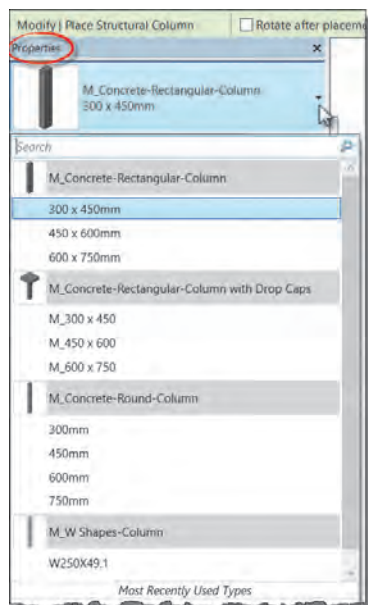 Modify | Place Structural Column
Rotate after placeme
Properties
M_Concrete-Rectangular-Column
300 x 450mm
Search
M_Concrete-Rectangular-Column
300 x 450mm
450 x 600mm
600 x 750mm
M_Concrete-Rectangular-Column with Drop Caps
M_300 x 450
M_450 x 600
M_600 x 750
M_Concrete-Round-Column
300mm
450mm
600mm
750mm
M_W Shapes-Column
W250X49.1
Most Recently Used Types